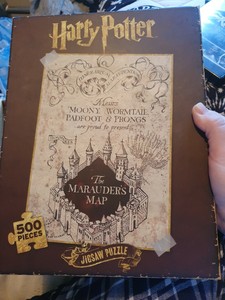 Harry Potter
Messrs
MOONY, WORMTAIL,
PADFOOT & PRONGS
are proud to present
The
MARAUDER'S
MAP
500
PIECES
JIGSAW PUZZLE